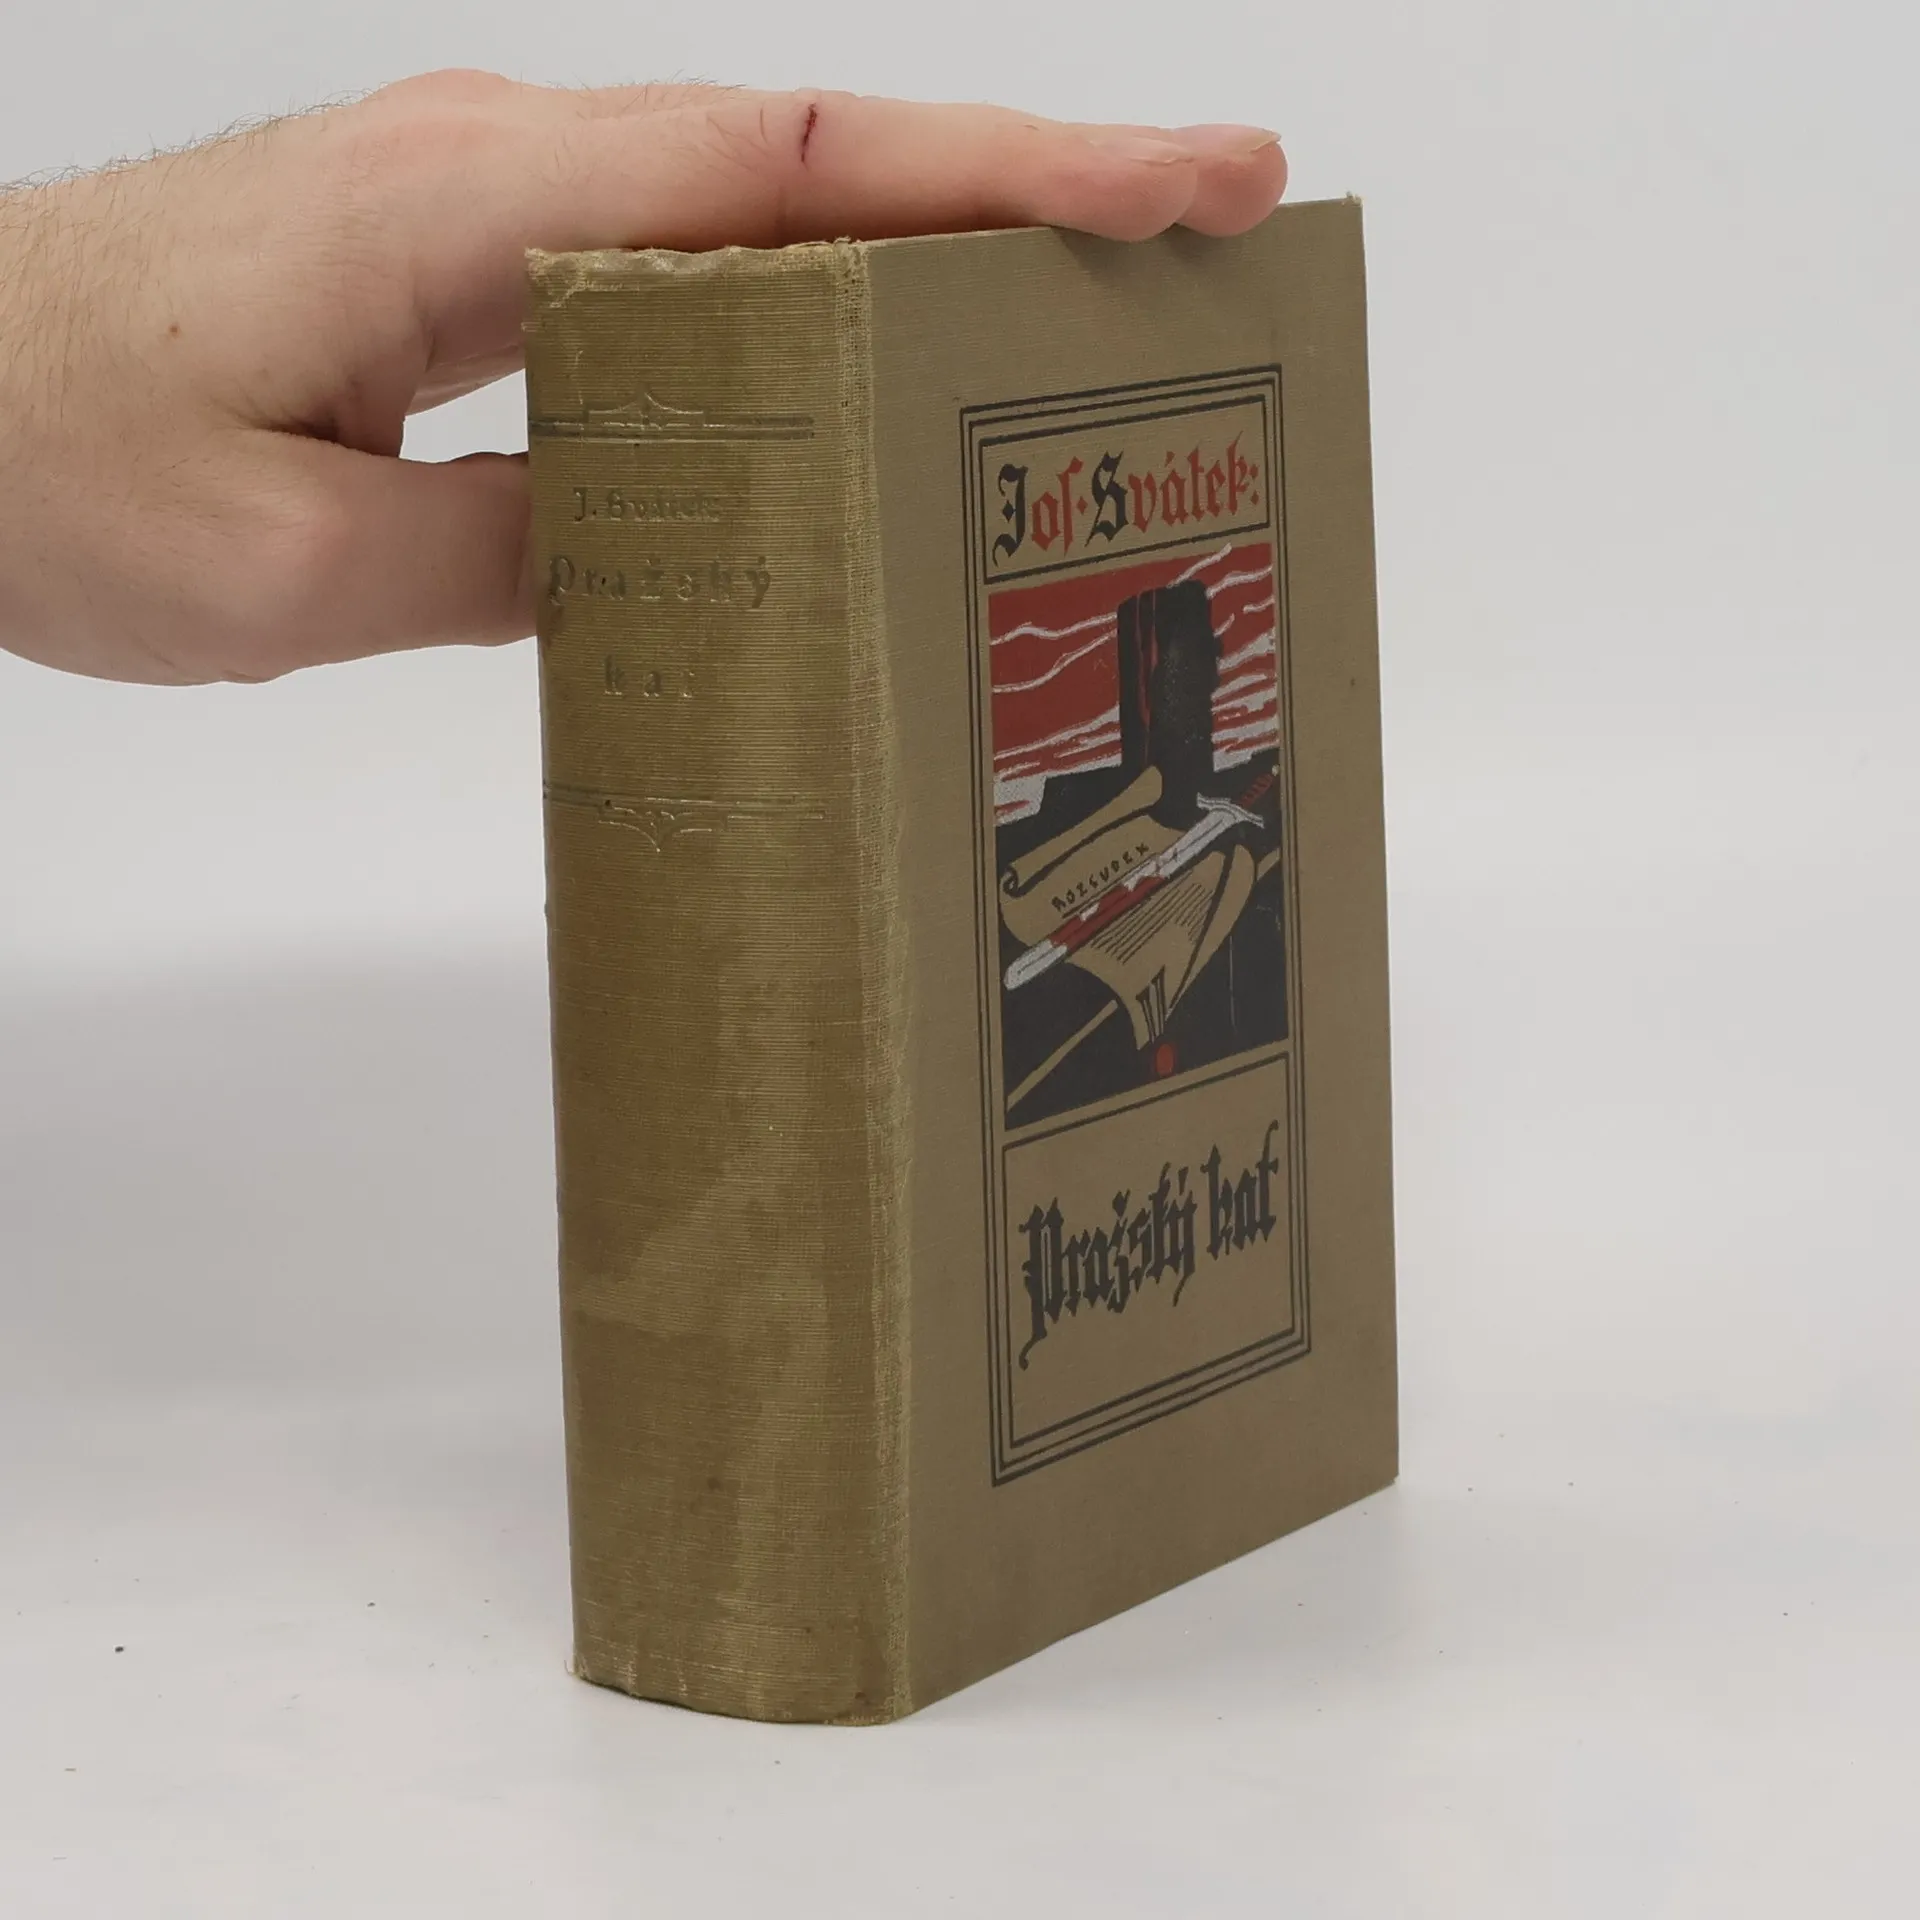 J. Svátek:
Pražský
kat
Jos. Svátek:
ROZSUDEK
Pražský kat